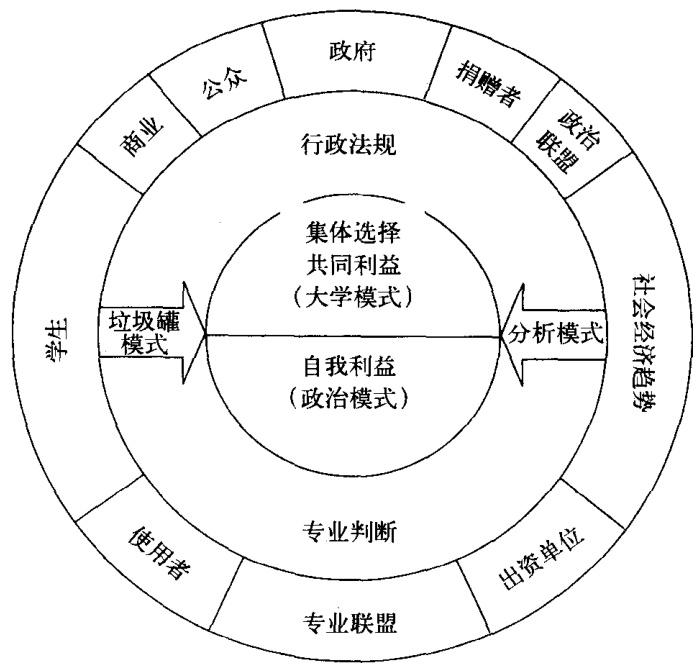 政府
公众
捐赠者
商业
政治
联盟
行政法规
集体选择
共同利益
（大学模式）
垃圾罐
模式
分析模式
学生
社会经济趋势
自我利益
（政治模式）
专业判断
使用者
出资单位
专业联盟